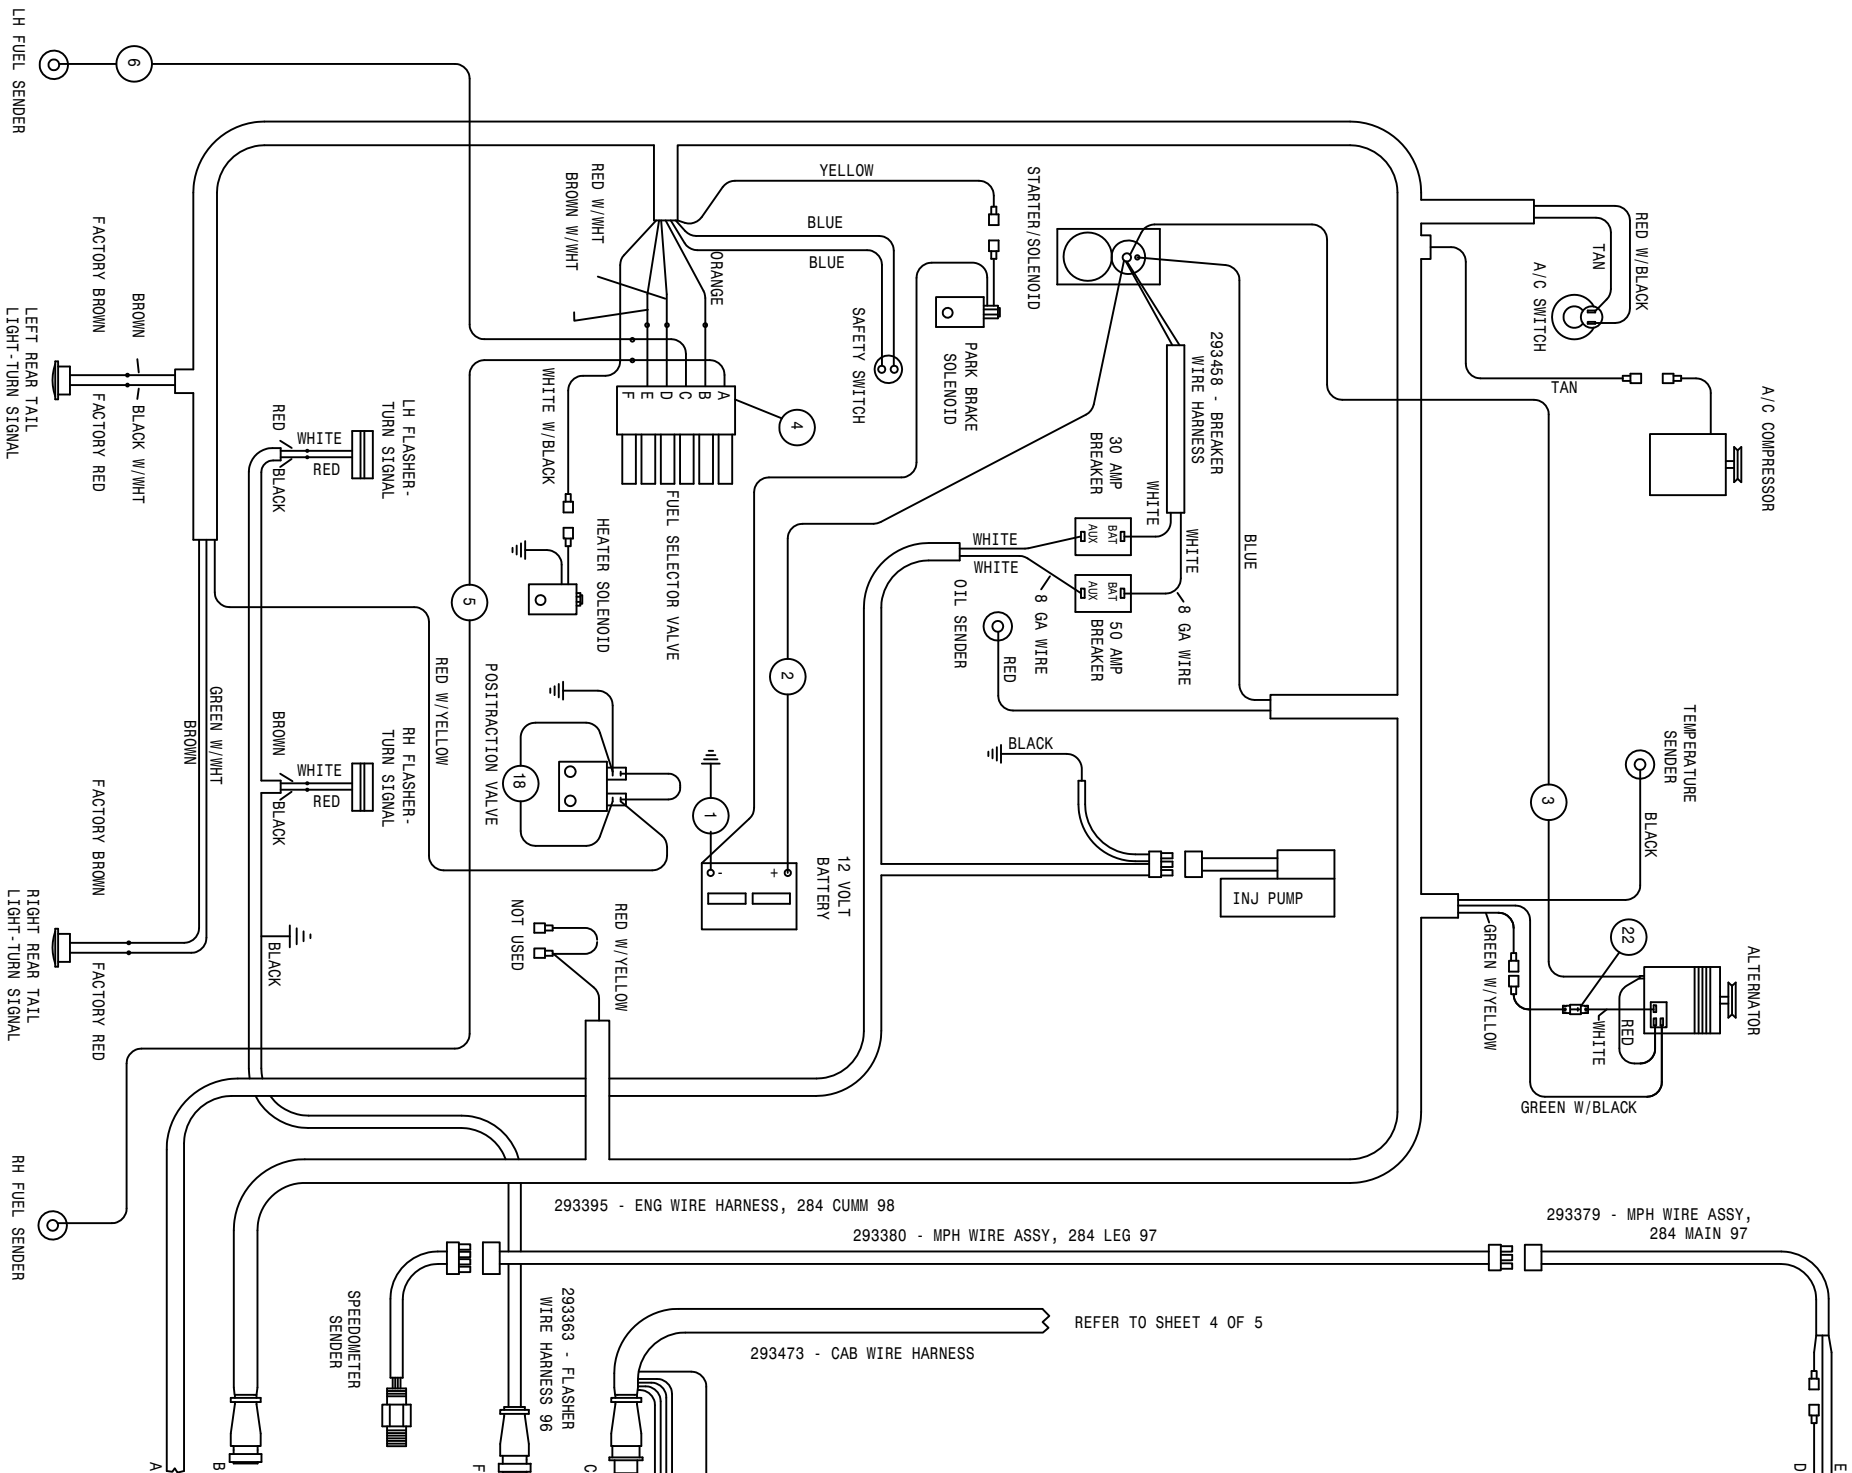 LH FUEL SENDER
6
YELLOW
BLUE
BLUE
RED W/WHT
BROWN W/WHT
ORANGE
STARTER/SOLENOID
PARK BRAKE
SOLENOID
SAFETY SWITCH
293458 - BREAKER
WIRE HARNESS
TAN
RED W/BLACK
A/C SWITCH
TAN
A/C COMPRESSOR
FACTORY BROWN
BROWN
BLACK W/WHT
FACTORY RED
LEFT REAR TAIL
LIGHT-TURN SIGNAL
RED
WHITE
RED
BLACK
LH FLASHER-
TURN SIGNAL
WHITE W/BLACK
F
E
D
C
B
A
4
FUEL SELECTOR VALVE
HEATER SOLENOID
5
30 AMP
BREAKER
WHITE
WHITE
BAT
AUX
WHITE
WHITE
BAT
AUX
50 AMP
BREAKER
8 GA WIRE
8 GA WIRE
BLUE
OIL SENDER
RED
2
RED W/YELLOW
POSITRACTION VALVE
18
1
GREEN W/WHT
BROWN
BROWN
WHITE
RED
BLACK
RH FLASHER-
TURN SIGNAL
BLACK
TEMPERATURE
SENDER
BLACK
3
- +
12 VOLT
BATTERY
INJ PUMP
FACTORY BROWN
FACTORY RED
RIGHT REAR TAIL
LIGHT-TURN SIGNAL
BLACK
NOT USED
RED W/YELLOW
22
GREEN W/YELLOW
WHITE
RED
ALTERNATOR
GREEN W/BLACK
RH FUEL SENDER
293395 - ENG WIRE HARNESS, 284 CUMM 98
293380 - MPH WIRE ASSY, 284 LEG 97
293379 - MPH WIRE ASSY,
284 MAIN 97
SPEEDOMETER
SENDER
293363 - FLASHER
WIRE HARNESS 96
REFER TO SHEET 4 OF 5
293473 - CAB WIRE HARNESS
A
B
F
C
D
E